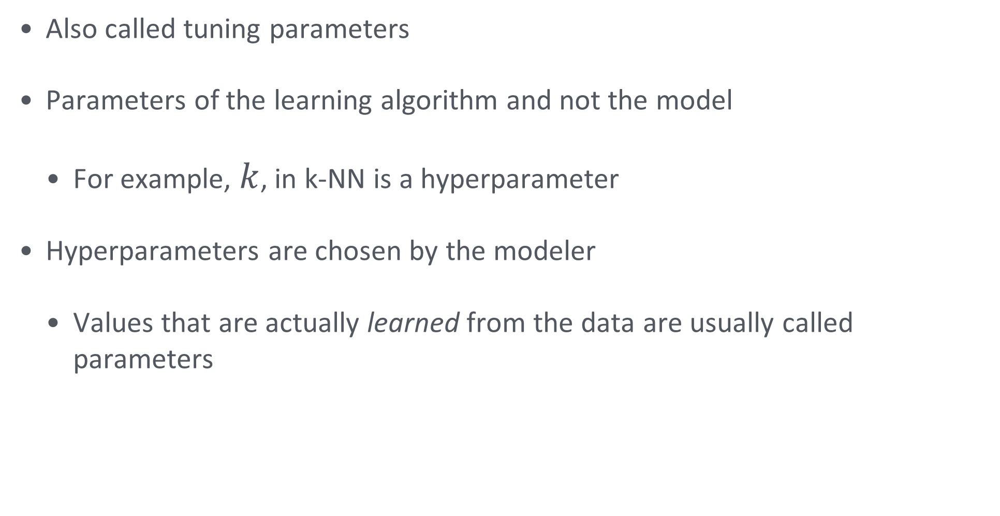 • Also called tuning parameters
• Parameters of the learning algorithm and not the model
• For example, k, in k-NN is a hyperparameter
• Hyperparameters are chosen by the modeler
• Values that are actually learned from the data are usually called
parameters